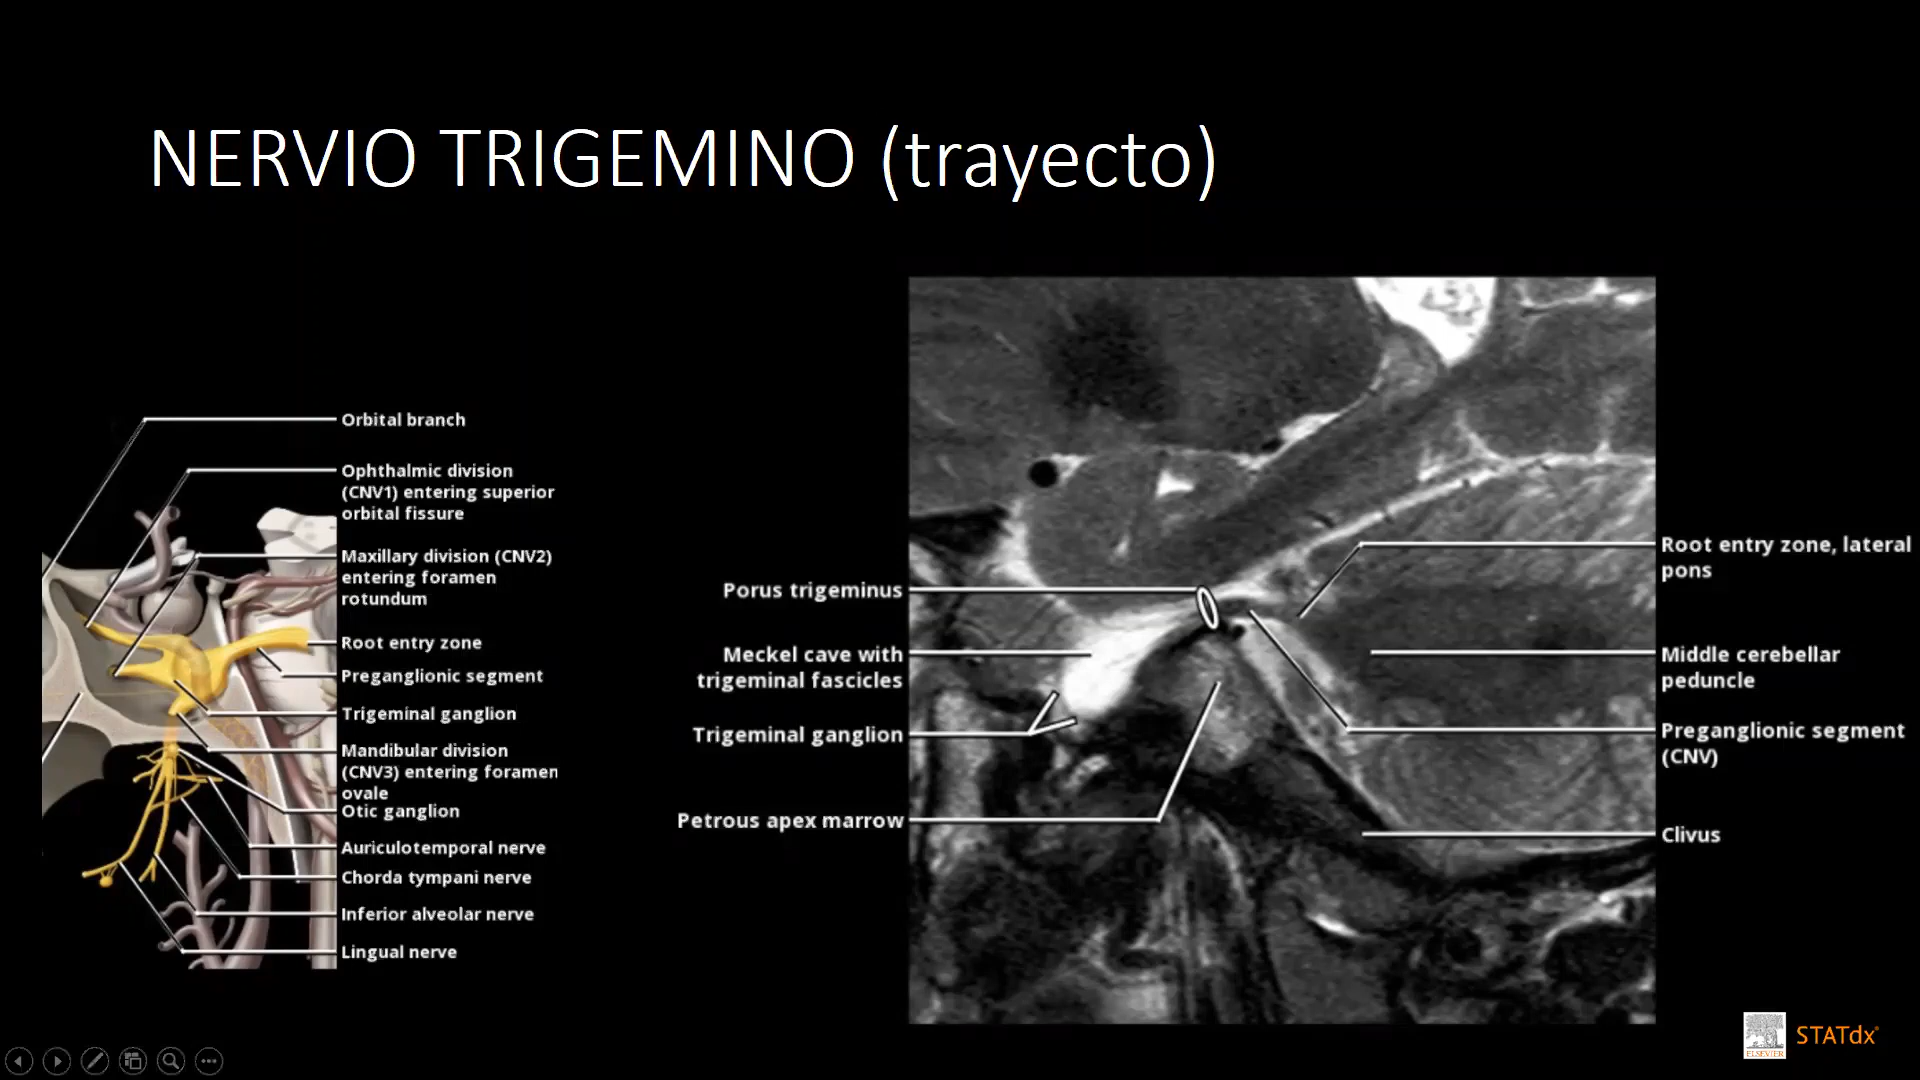 NERVIO TRIGEMINO (trayecto)
Orbital branch
Ophthalmic division
(CNV1) entering superior
orbital fissure
Maxillary division (CNV2)
entering foramen
rotundum
Root entry zone
Preganglionic segment
Trigeminal ganglion
Mandibular division
(CNV3) entering foramen
ovale
Otic ganglion
Auriculotemporal nerve
Chorda tympani nerve
Inferior alveolar nerve
Lingual nerve
Porus trigeminus
Meckel cave with
trigeminal fascicles
Trigeminal ganglion
Petrous apex marrow
Root entry zone, lateral
pons
Middle cerebellar
peduncle
Preganglionic segment
(CNV)
Clivus
ELSEVIER
STATdx®